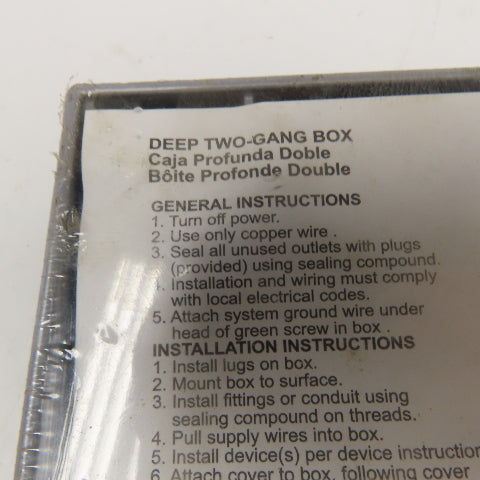 DEEP TWO-GANG BOX
Caja Profunda Doble
Bôite Profonde Double
GENERAL INSTRUCTIONS
1. Turn off power.
2. Use only copper wire .
3. Seal all unused outlets with plugs
(provided) using sealing compound.
4. Installation and wiring must comply
with local electrical codes.
5. Attach system ground wire under
head of green screw in box .
INSTALLATION INSTRUCTIONS
1. Install lugs on box.
2. Mount box to surface.
3. Install fittings or conduit using
sealing compound on threads.
4. Pull supply wires into box.
5. Install device(s) per device instruction
6. Attach cover to box, following cover